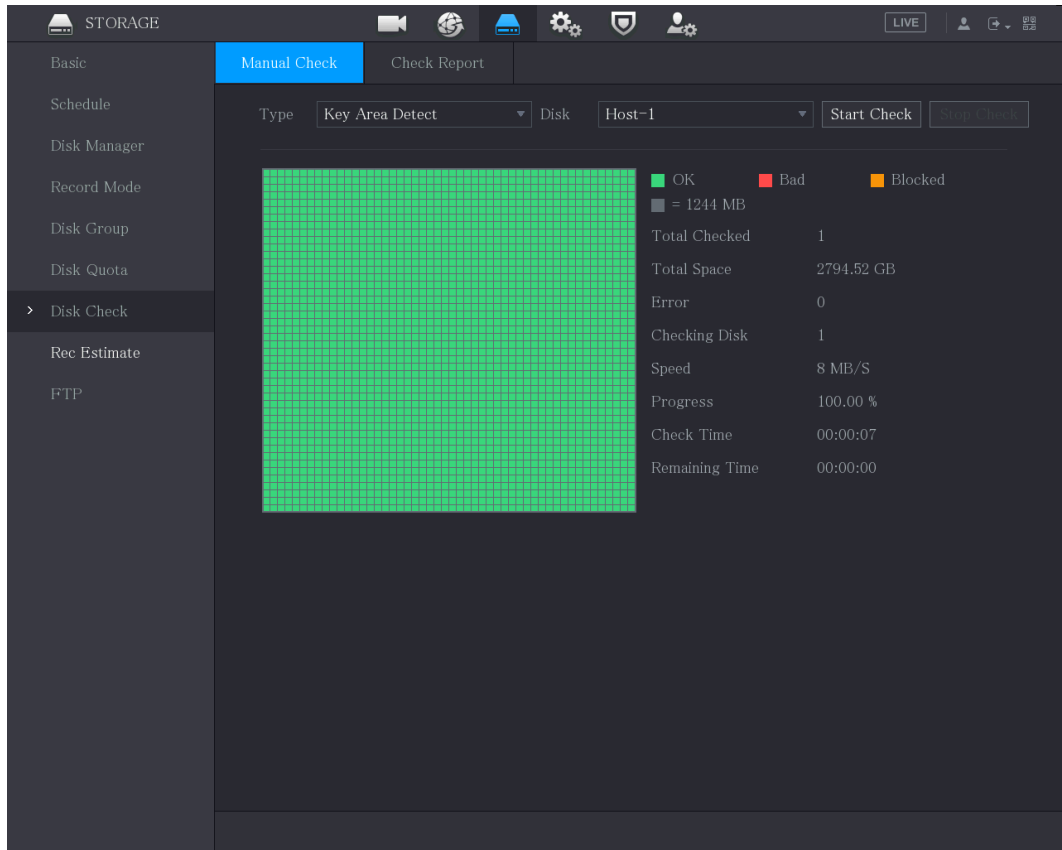 STORAGE LIVE
Basic
Schedule
Disk Manager
Record Mode
Disk Group
Disk Quota
Disk Check
Rec Estimate
FTP
Manual Check Check Report
Type Key Area Detect Disk Host-1 Start Check Stop Check
OK Bad Blocked
= 1244 MB
Total Checked 1
Total Space 2794.52 GB
Error 0
Checking Disk 1
Speed 8 MB/S
Progress 100.00 %
Check Time 00:00:07
Remaining Time 00:00:00